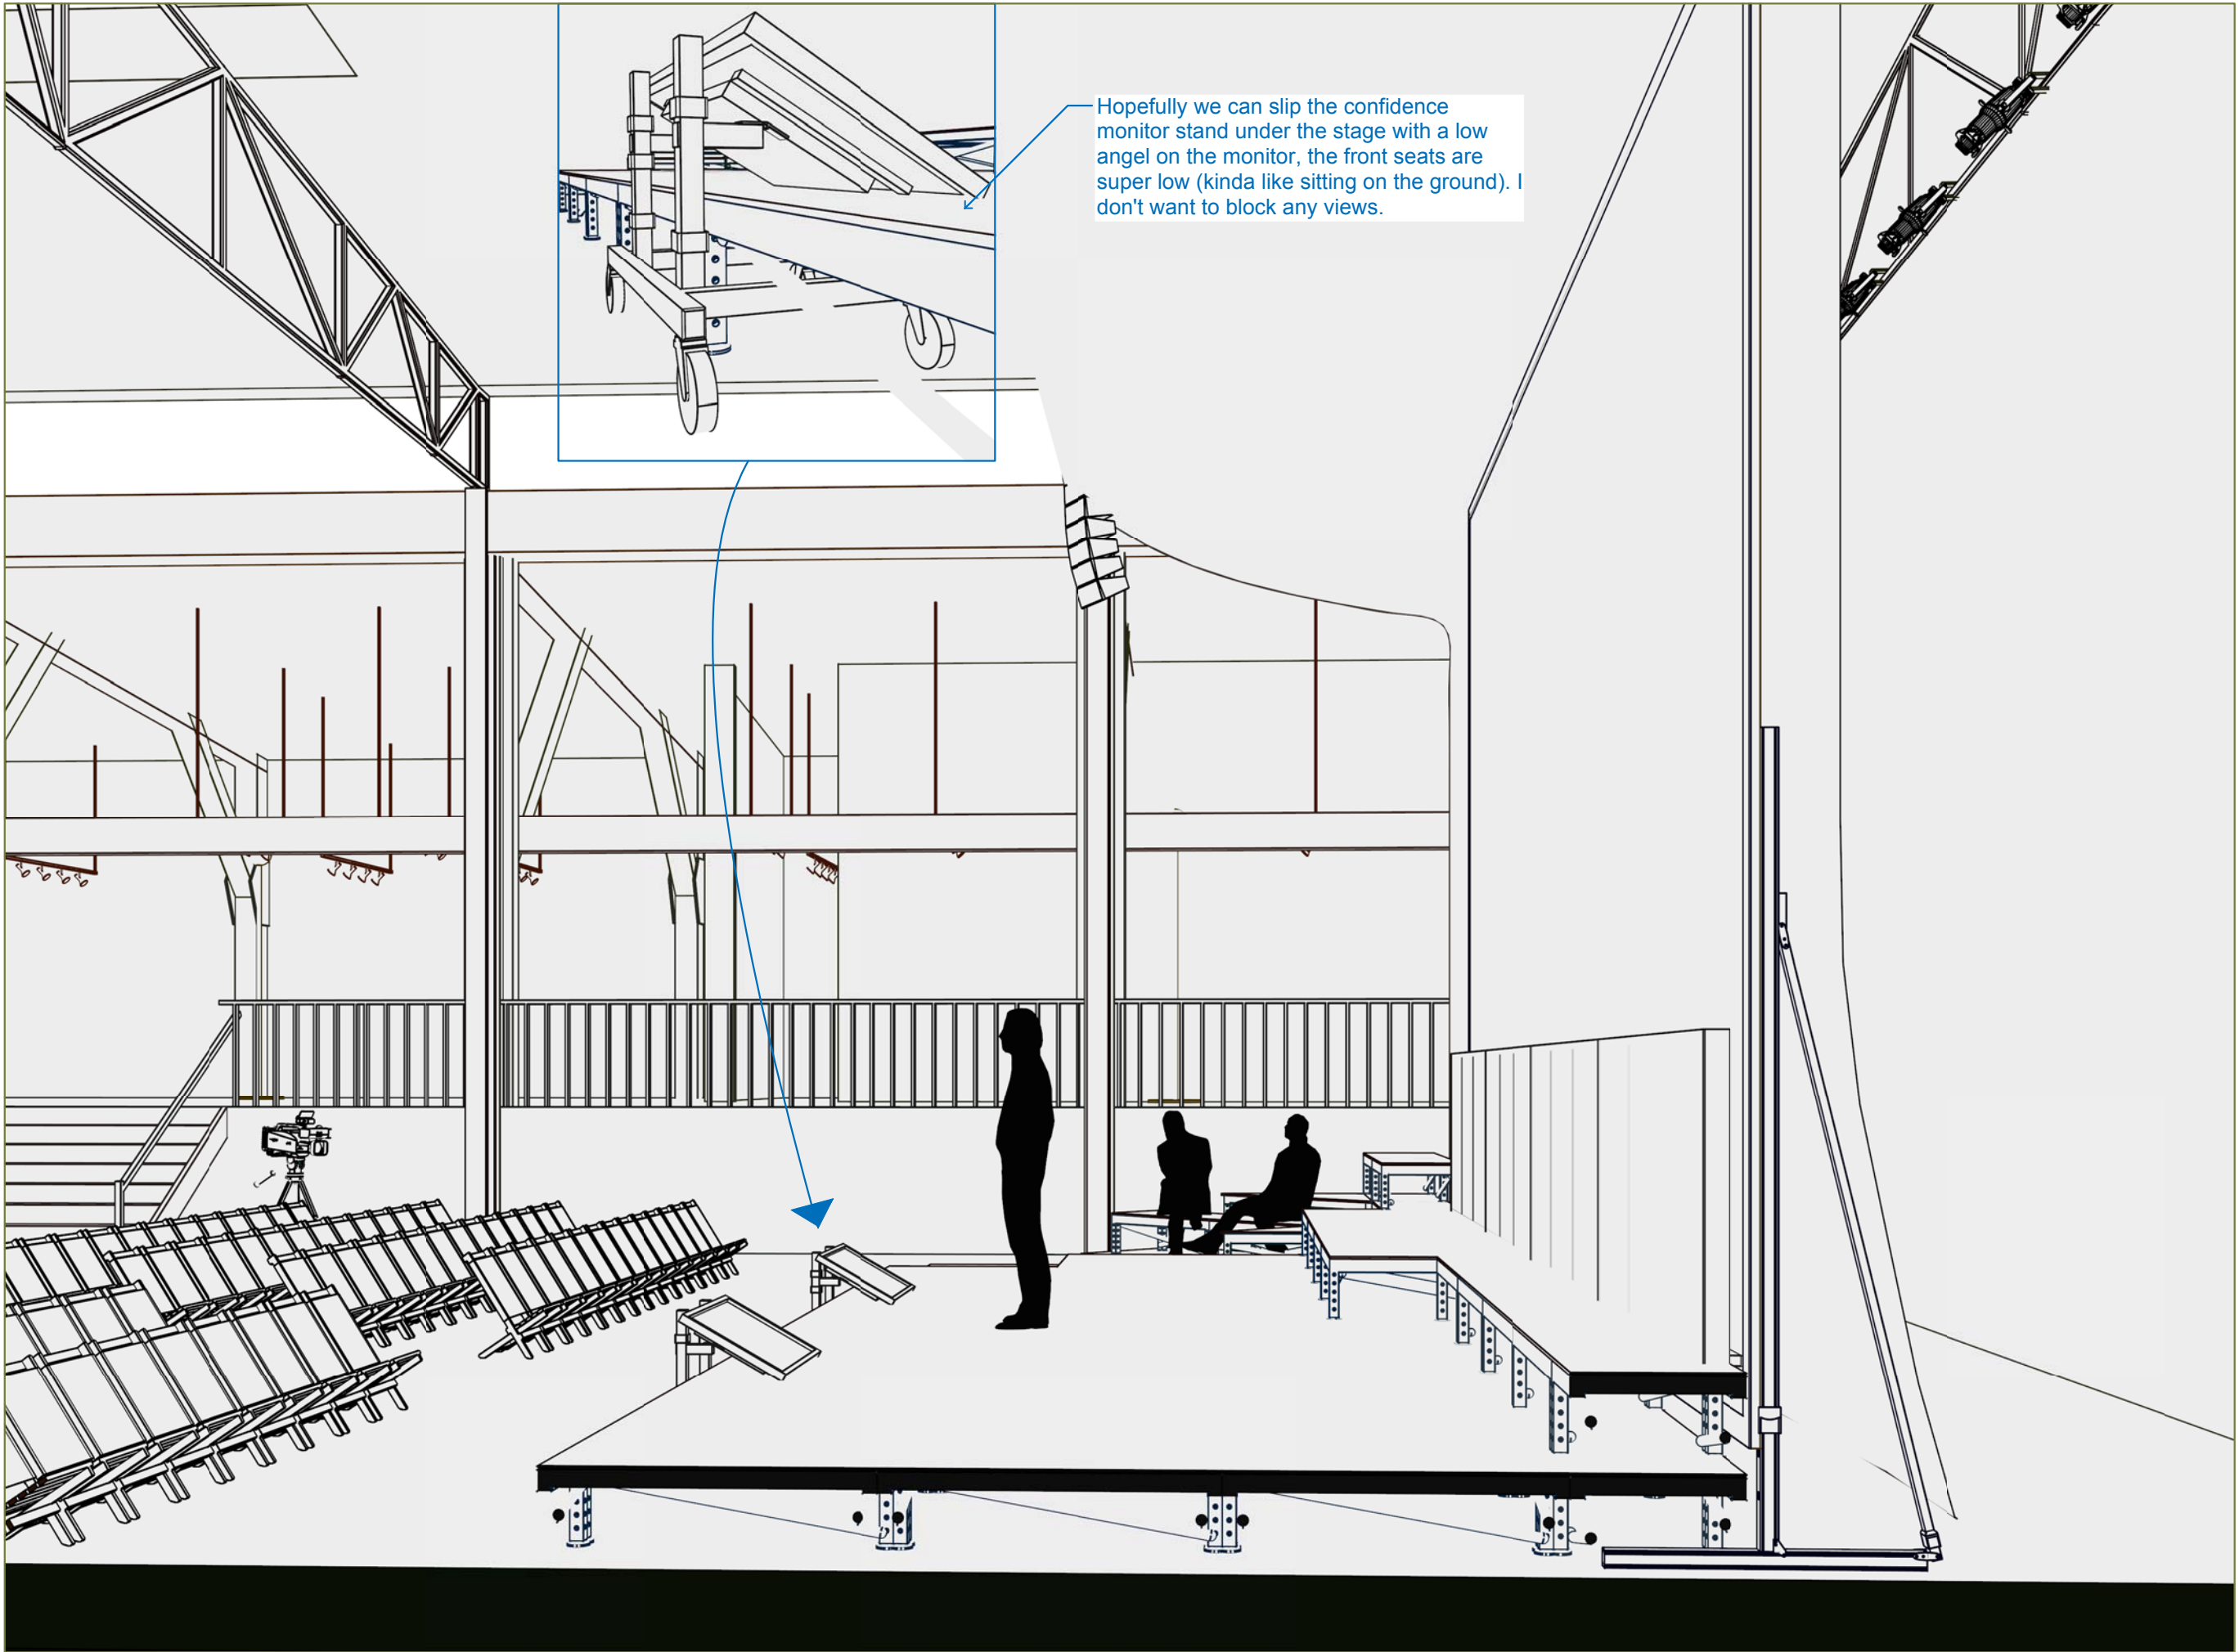 Hopefully we can slip the confidence
monitor stand under the stage with a low
angel on the monitor, the front seats are
super low (kinda like sitting on the ground). I
don't want to block any views.